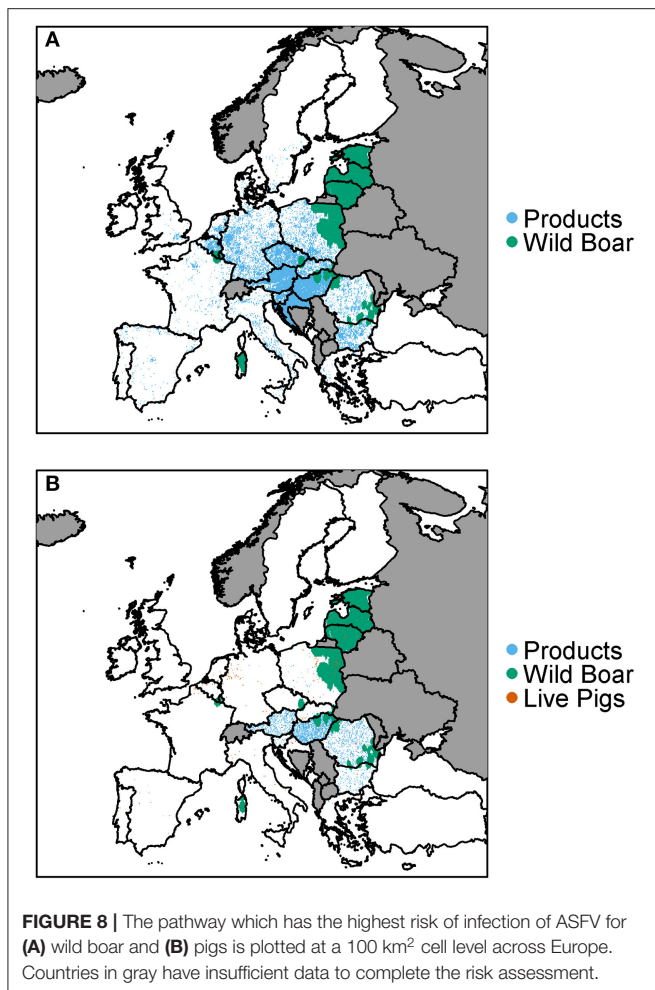 A
Products
Wild Boar
B
Products
Wild Boar
Live Pigs
FIGURE 8 | The pathway which has the highest risk of infection of ASFV for
(A) wild boar and (B) pigs is plotted at a 100 km² cell level across Europe.
Countries in gray have insufficient data to complete the risk assessment.